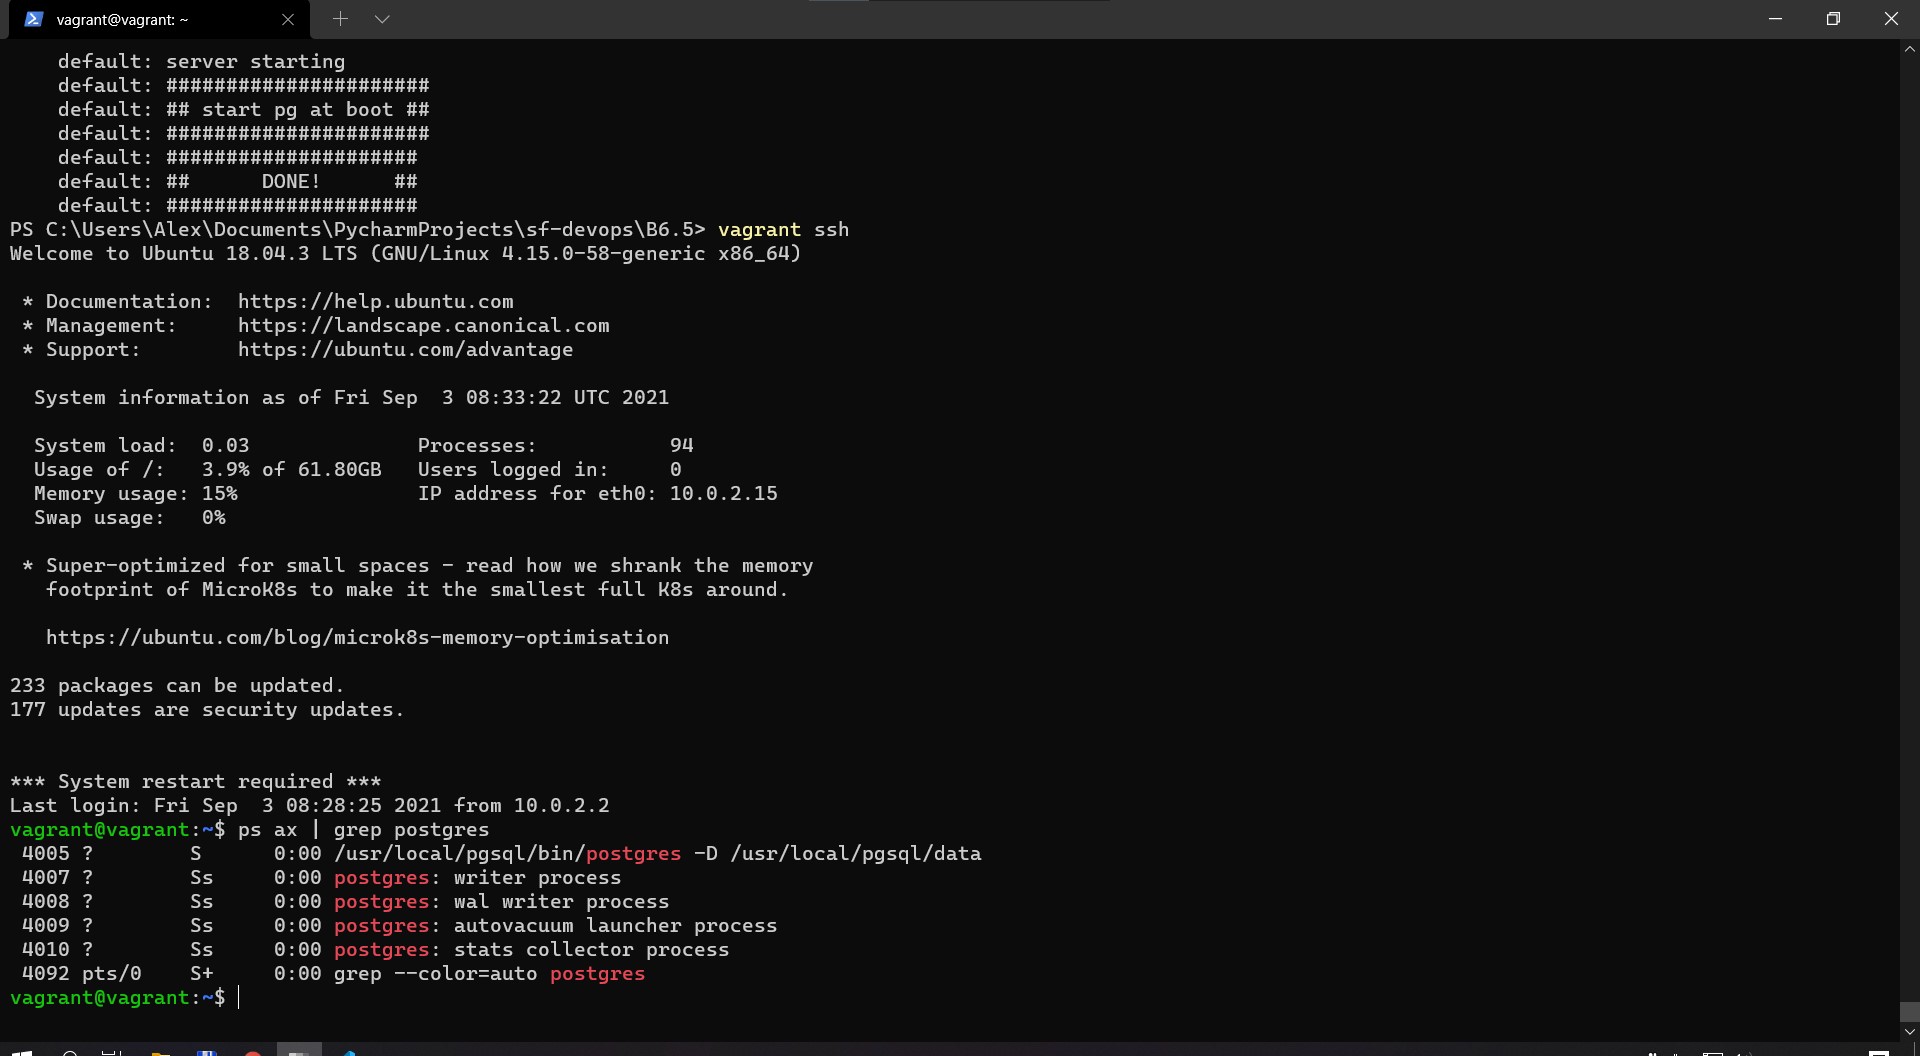 vagrant@vagrant: ~
default: server starting
default: ######################
default: ## start pg at boot ##
default: ######################
default: #####################
default: ##      DONE!      ##
default: #####################
PS C:\Users\Alex\Documents\PycharmProjects\sf-devops\B6.5> vagrant ssh
Welcome to Ubuntu 18.04.3 LTS (GNU/Linux 4.15.0-58-generic x86_64)
* Documentation:  https://help.ubuntu.com
* Management:     https://landscape.canonical.com
* Support:        https://ubuntu.com/advantage
System information as of Fri Sep  3 08:33:22 UTC 2021
System load:  0.03              Processes:           94
Usage of /:   3.9% of 61.80GB   Users logged in:     0
Memory usage: 15%               IP address for eth0: 10.0.2.15
Swap usage:   0%
* Super-optimized for small spaces - read how we shrank the memory
footprint of MicroK8s to make it the smallest full K8s around.
https://ubuntu.com/blog/microk8s-memory-optimisation
233 packages can be updated.
177 updates are security updates.
*** System restart required ***
Last login: Fri Sep  3 08:28:25 2021 from 10.0.2.2
vagrant@vagrant:~$ ps ax | grep postgres
4005 ?        S      0:00 /usr/local/pgsql/bin/postgres -D /usr/local/pgsql/data
4007 ?        Ss     0:00 postgres: writer process
4008 ?        Ss     0:00 postgres: wal writer process
4009 ?        Ss     0:00 postgres: autovacuum launcher process
4010 ?        Ss     0:00 postgres: stats collector process
4092 pts/0    S+     0:00 grep --color=auto postgres
vagrant@vagrant:~$